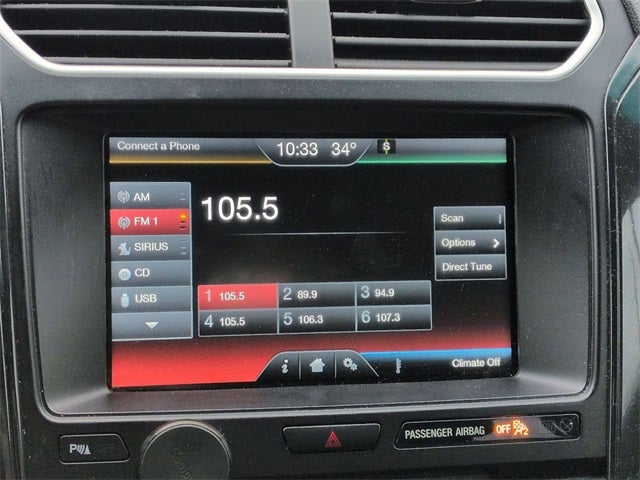 Connect a Phone 10:33 34° S
AM
105.5
FM 1
Scan
SIRIUS
Options
CD
Direct Tune
USB
1 105.5 2 89.9 3 94.9
4 105.5 5 106.3 6 107.3
i Climate Off
P PASSENGER AIRBAG OFF 2